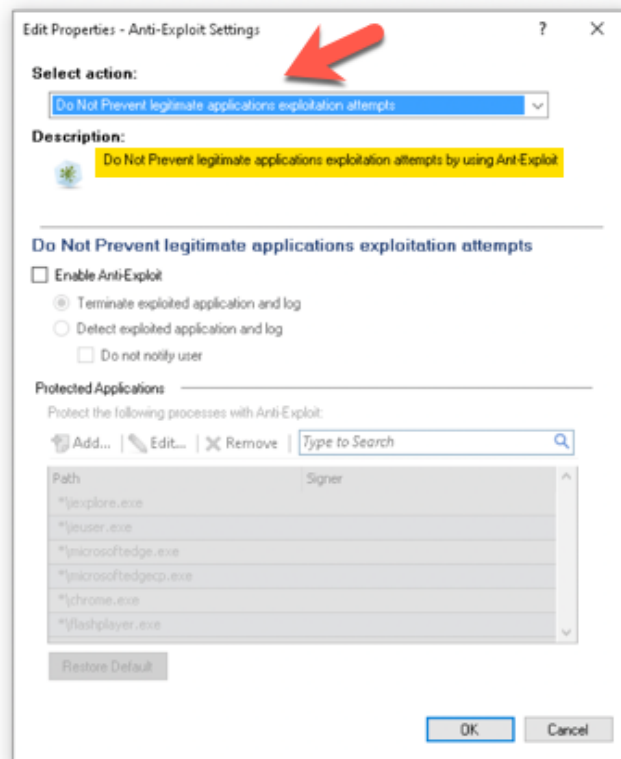 Edit Properties - Anti-Exploit Settings
Select action:
Do Not Prevent legitimate applications exploitation attempts
Description:
Do Not Prevent legitimate applications exploitation attempts by using Ant-Exploit
Do Not Prevent legitimate applications exploitation attempts
Enable Anti-Exploit
Terminate exploited application and log
Detect exploited application and log
Do not notify user
Protected Applications
Protect the following processes with Anti-Exploit:
Add... Edit... Remove Type to Search
Path Signer
*\iexplore.exe
*\ieuser.exe
*\microsoftedge.exe
*\microsoftedgecp.exe
*\chrome.exe
*\flashplayer.exe
Restore Default
OK Cancel